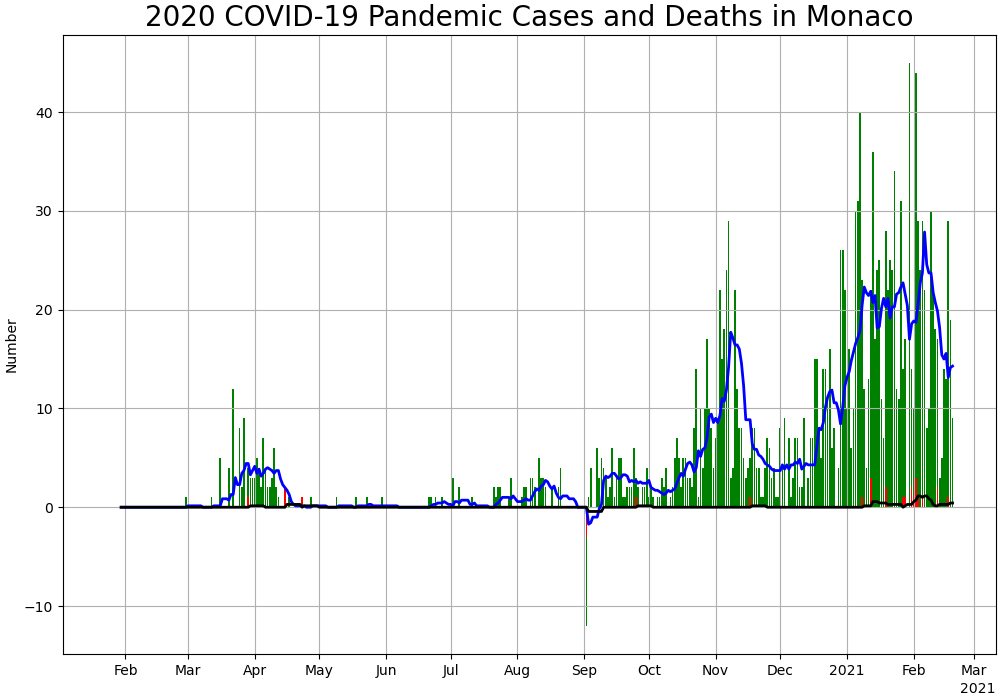 2020 COVID-19 Pandemic Cases and Deaths in Monaco
Number
40
30
20
10
0
−10
Feb Mar Apr May Jun Jul Aug Sep Oct Nov Dec 2021 Feb Mar
2021